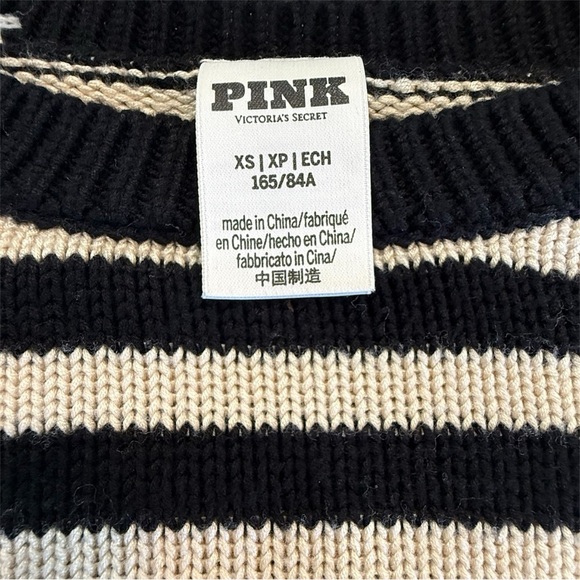 PINK
VICTORIA'S SECRET
XS | XP | ECH
165/84A
made in China/fabriqué
en Chine/hecho en China/
fabbricato in Cina/
中国制造